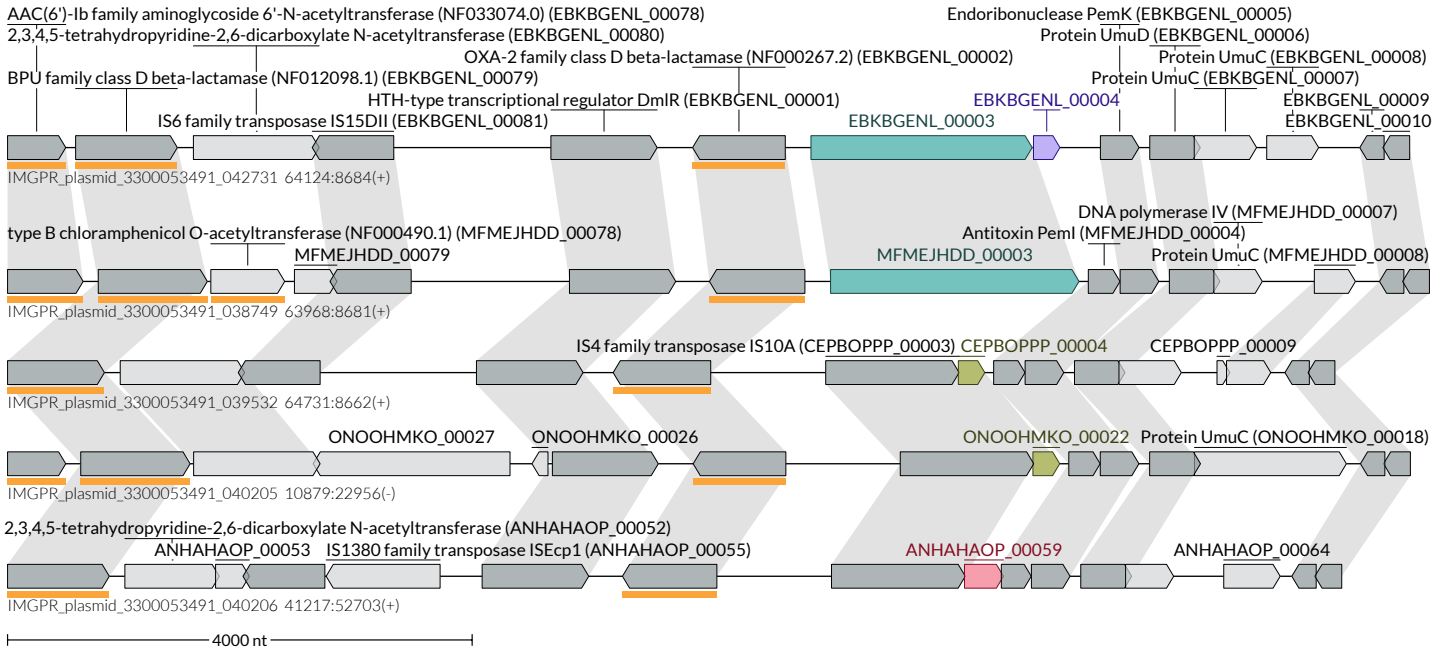 AAC(6')-Ib family aminoglycoside 6'-N-acetyltransferase (NF033074.0) (EBKBGENL_00078)
Endoribonuclease PemK (EBKBGENL_00005)
2,3,4,5-tetrahydropyridine-2,6-dicarboxylate N-acetyltransferase (EBKBGENL_00080)
Protein UmuD (EBKBGENL_00006)
OXA-2 family class D beta-lactamase (NF000267.2) (EBKBGENL_00002)
Protein UmuC (EBKBGENL_00008)
BPU family class D beta-lactamase (NF012098.1) (EBKBGENL_00079)
Protein UmuC (EBKBGENL_00007)
HTH-type transcriptional regulator DmlR (EBKBGENL_00001)
EBKBGENL_00004
EBKBGENL_00009
IS6 family transposase IS15DII (EBKBGENL_00081)
EBKBGENL_00003
EBKBGENL_00010
IMGPR_plasmid_3300053491_042731 64124:8684(+)
DNA polymerase IV (MFMEJHDD_00007)
type B chloramphenicol O-acetyltransferase (NF000490.1) (MFMEJHDD_00078)
Antitoxin PemI (MFMEJHDD_00004)
MFMEJHDD_00079
MFMEJHDD_00003
Protein UmuC (MFMEJHDD_00008)
IMGPR_plasmid_3300053491_038749 63968:8681(+)
IS4 family transposase IS10A (CEPBOPPP_00003)
CEPBOPPP_00004
CEPBOPPP_00009
IMGPR_plasmid_3300053491_039532 64731:8662(+)
ONOOHMKO_00027
ONOOHMKO_00026
ONOOHMKO_00022
Protein UmuC (ONOOHMKO_00018)
IMGPR_plasmid_3300053491_040205 10879:22956(-)
2,3,4,5-tetrahydropyridine-2,6-dicarboxylate N-acetyltransferase (ANHAHAOP_00052)
ANHAHAOP_00053
IS1380 family transposase ISEcp1 (ANHAHAOP_00055)
ANHAHAOP_00059
ANHAHAOP_00064
IMGPR_plasmid_3300053491_040206 41217:52703(+)
4000 nt